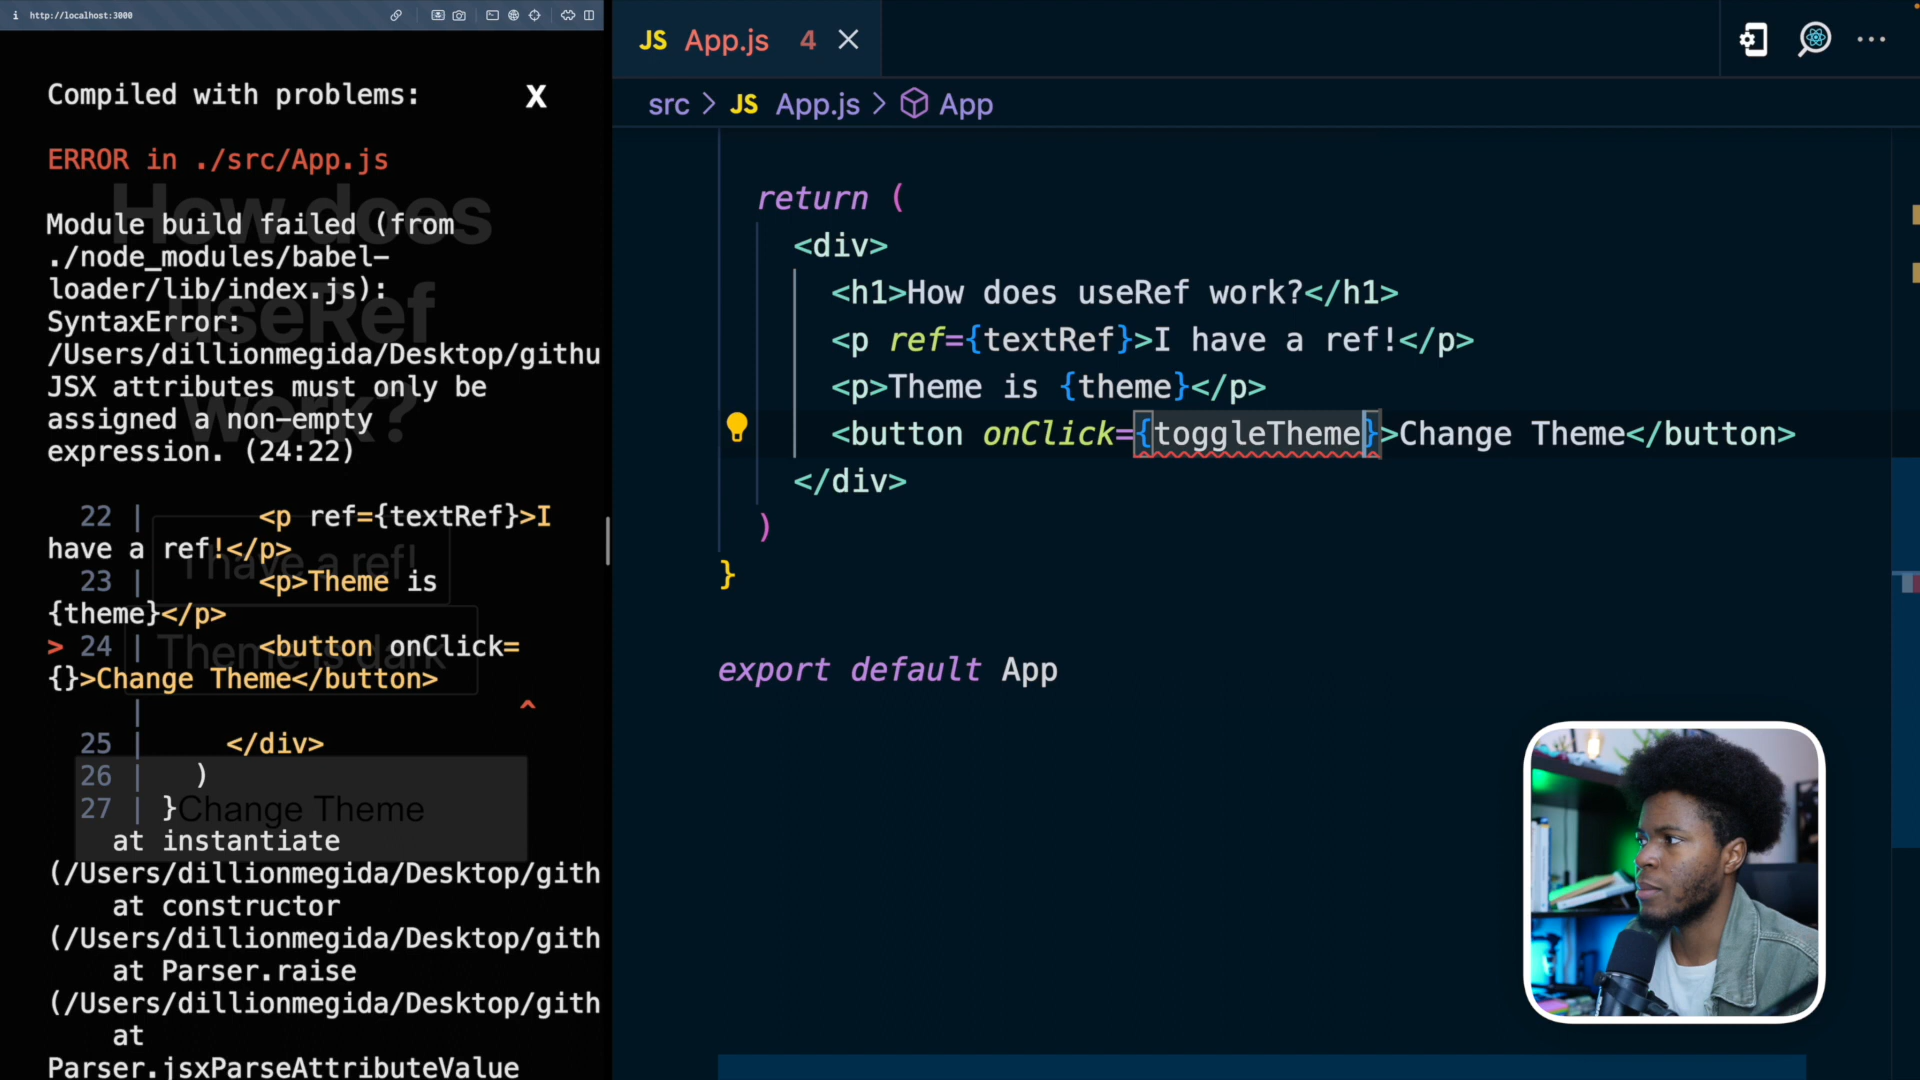 http://localhost:3000
Compiled with problems:
X
ERROR in ./src/App.js
Module build failed (from
./node_modules/babel-
loader/lib/index.js):
SyntaxError:
/Users/dillionmegida/Desktop/githu
JSX attributes must only be
assigned a non-empty
expression. (24:22)
22 | <p ref={textRef}>I
have a ref!</p>
23 | <p>Theme is
{theme}</p>
> 24 | <button onClick=
{}>Change Theme</button>
| ^
25 | </div>
26 | )
27 | }
at instantiate
(/Users/dillionmegida/Desktop/gith
at constructor
(/Users/dillionmegida/Desktop/gith
at Parser.raise
(/Users/dillionmegida/Desktop/gith
at
Parser.jsxParseAttributeValue
How does
useRef
work?
I have a ref!
Theme is dark
Change Theme
JS App.js 4
src > JS App.js > App
return (
<div>
<h1>How does useRef work?</h1>
<p ref={textRef}>I have a ref!</p>
<p>Theme is {theme}</p>
<button onClick={toggleTheme}>Change Theme</button>
</div>
)
}
export default App